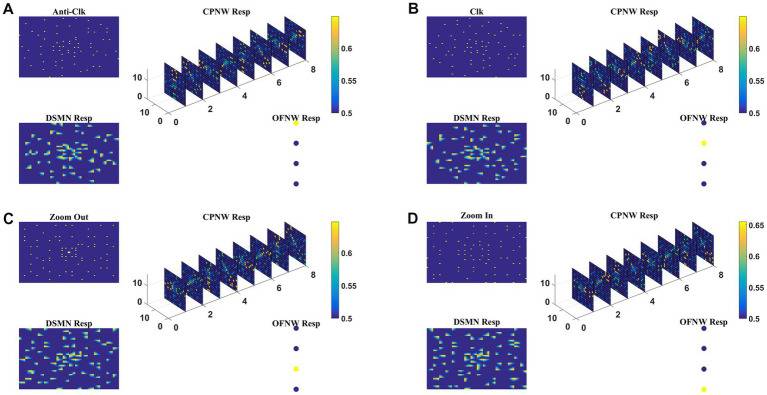 A
Anti-Clk
CPNW Resp
0.6
0.55
0.5
10
0
10
0
0
2
4
6
8
DSMN Resp
OFNW Resp
B
Clk
CPNW Resp
0.6
0.55
0.5
10
0
10
0
0
2
4
6
8
DSMN Resp
OFNW Resp
C
Zoom Out
CPNW Resp
0.6
0.55
0.5
10
0
10
0
0
2
4
6
8
DSMN Resp
OFNW Resp
D
Zoom In
CPNW Resp
0.65
0.6
0.55
0.5
10
0
10
0
0
2
4
6
8
DSMN Resp
OFNW Resp